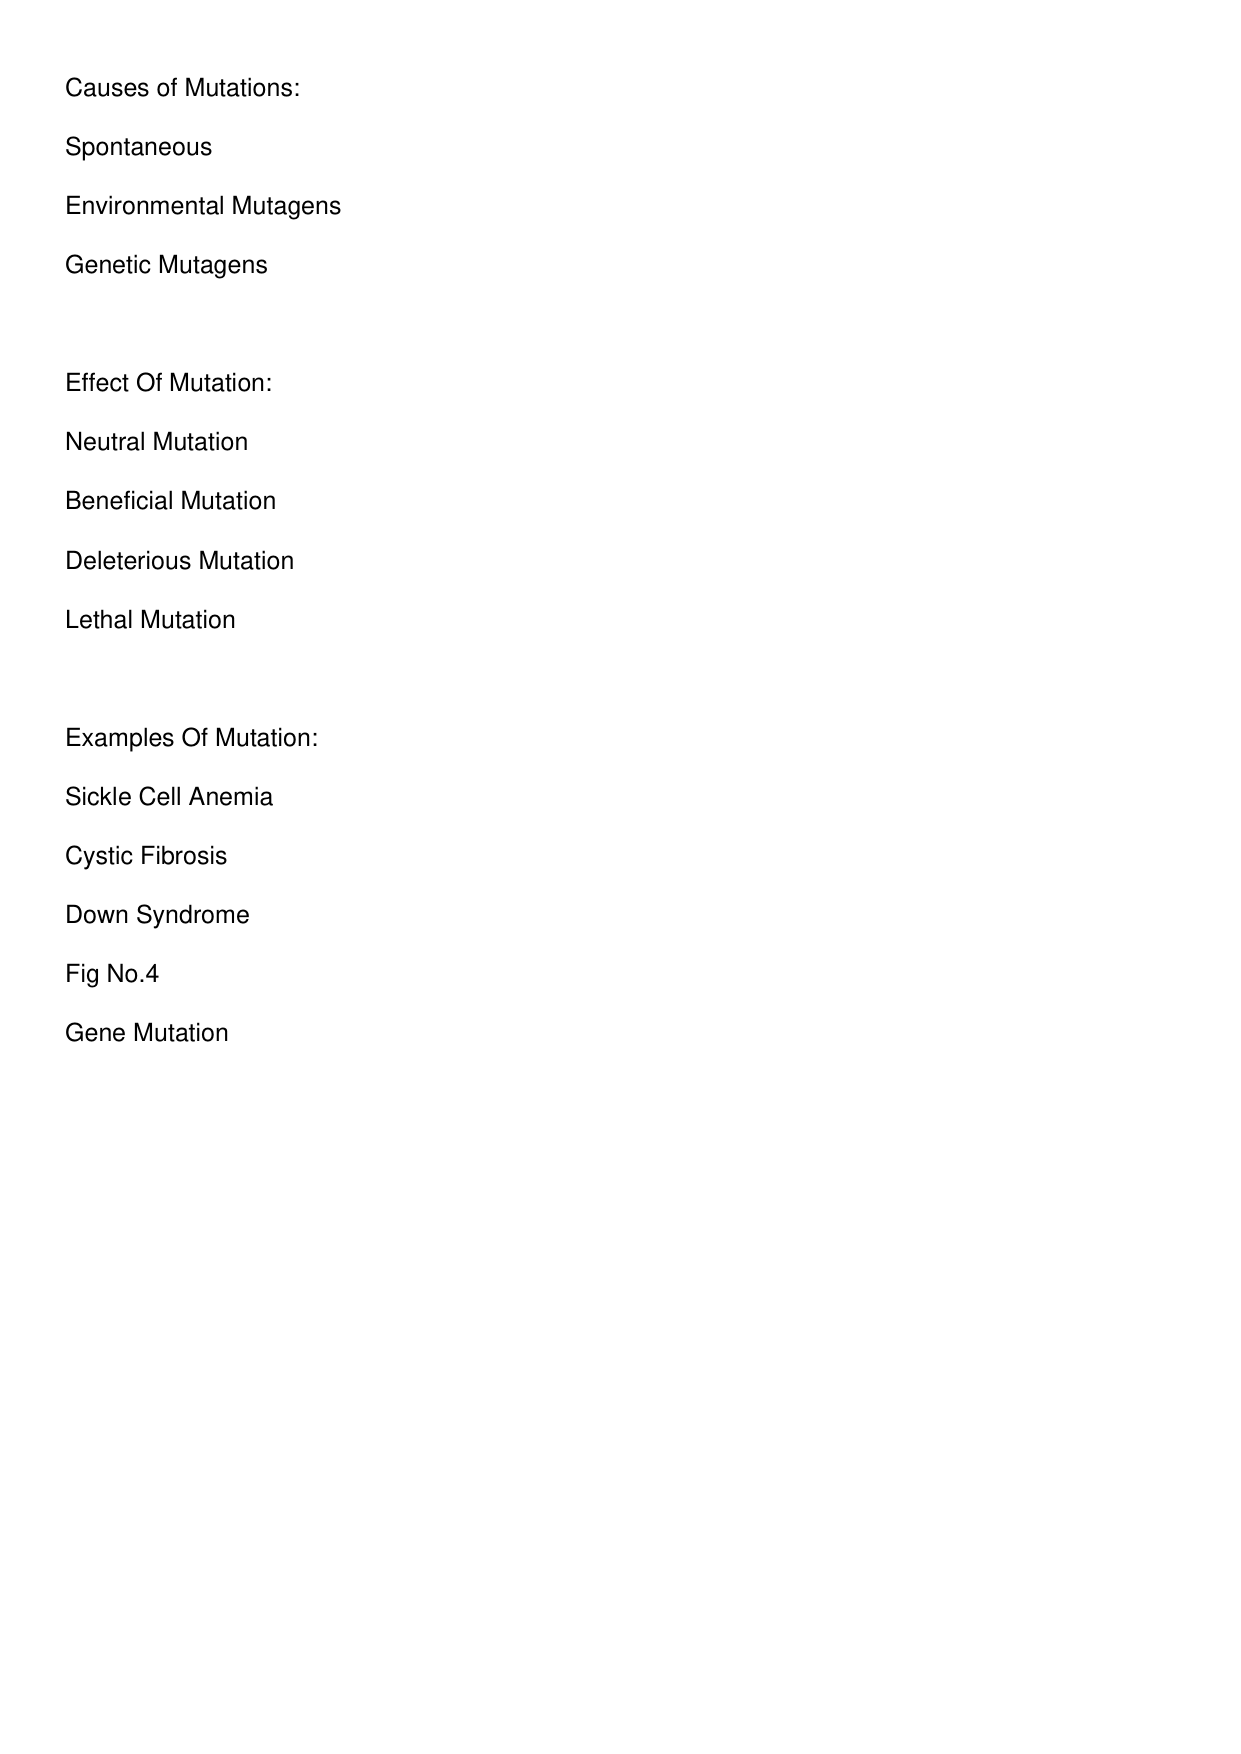 Causes of Mutations:
Spontaneous
Environmental Mutagens
Genetic Mutagens
Effect Of Mutation:
Neutral Mutation
Beneficial Mutation
Deleterious Mutation
Lethal Mutation
Examples Of Mutation:
Sickle Cell Anemia
Cystic Fibrosis
Down Syndrome
Fig No.4
Gene Mutation